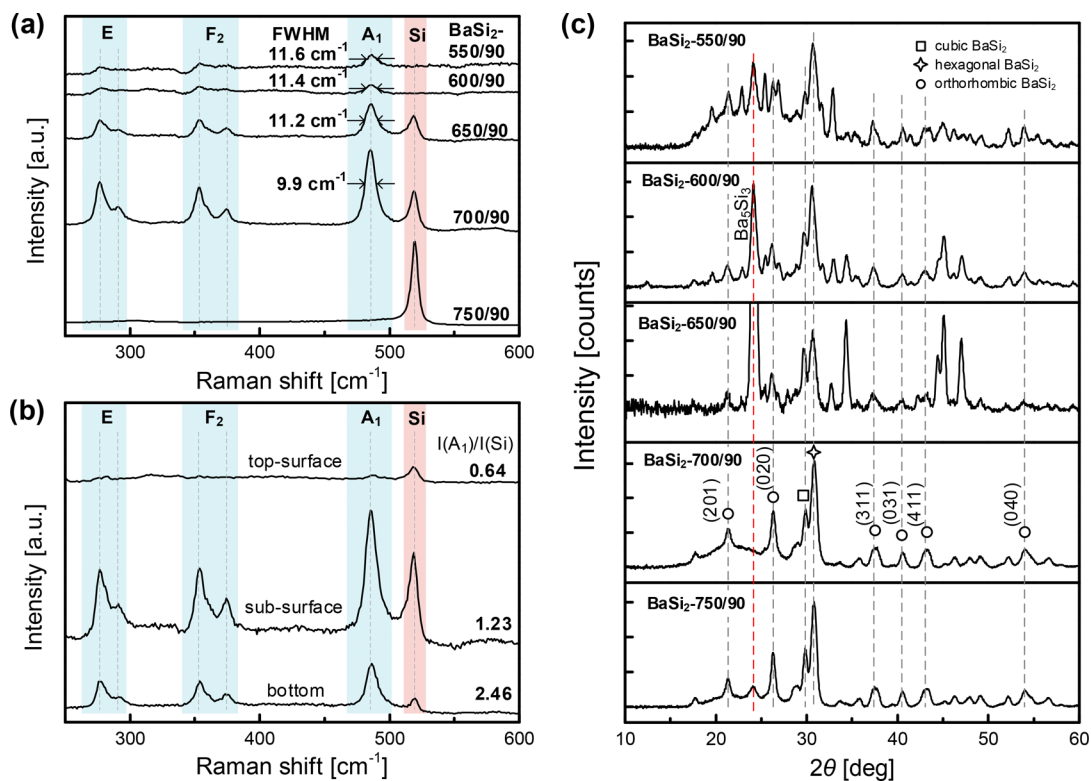 (a)
E
F₂
FWHM
A₁
Si
BaSi₂-
11.6 cm⁻¹
550/90
11.4 cm⁻¹
600/90
11.2 cm⁻¹
650/90
9.9 cm⁻¹
700/90
750/90
Intensity [a.u.]
300
400
500
600
Raman shift [cm⁻¹]
(b)
E
F₂
A₁
Si
I(A₁)/I(Si)
top-surface
0.64
sub-surface
1.23
bottom
2.46
Intensity [a.u.]
300
400
500
600
Raman shift [cm⁻¹]
(c)
BaSi₂-550/90
cubic BaSi₂
hexagonal BaSi₂
orthorhombic BaSi₂
BaSi₂-600/90
Ba₅Si₃
BaSi₂-650/90
BaSi₂-700/90
(201)
(020)
(311)
(031)
(411)
(040)
BaSi₂-750/90
Intensity [counts]
10
20
30
40
50
60
2θ [deg]